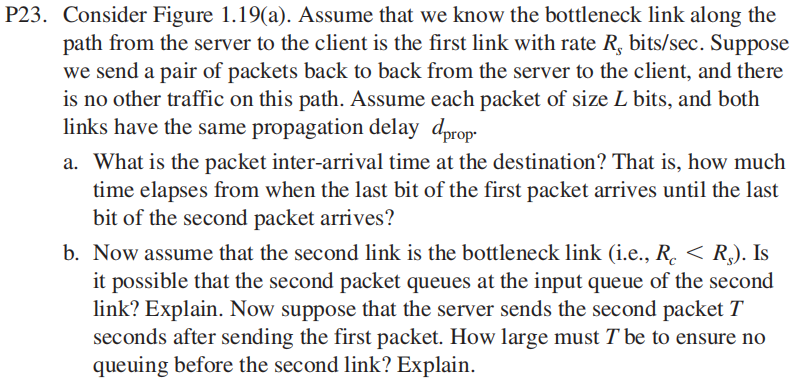 P23. Consider Figure 1.19(a). Assume that we know the bottleneck link along the
path from the server to the client is the first link with rate Rs bits/sec. Suppose
we send a pair of packets back to back from the server to the client, and there
is no other traffic on this path. Assume each packet of size L bits, and both
links have the same propagation delay dprop.
a. What is the packet inter-arrival time at the destination? That is, how much
time elapses from when the last bit of the first packet arrives until the last
bit of the second packet arrives?
b. Now assume that the second link is the bottleneck link (i.e., Rc < Rs). Is
it possible that the second packet queues at the input queue of the second
link? Explain. Now suppose that the server sends the second packet T
seconds after sending the first packet. How large must T be to ensure no
queuing before the second link? Explain.